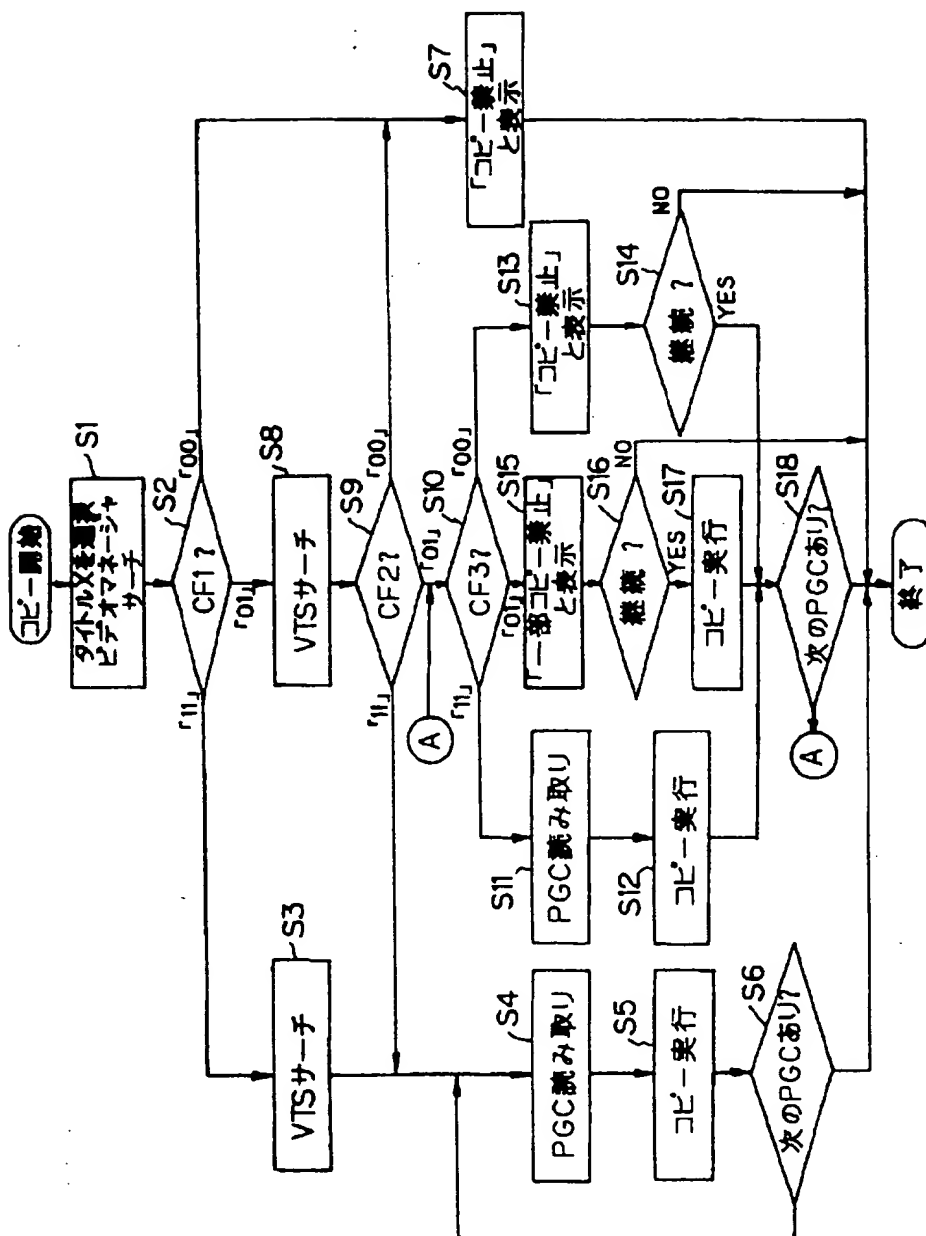 コピー開始
S1
タイトルXを選択
ビデオマネージャ
サーチ
S2
CF1?
「11」
「01」
「00」
S3
VTSサーチ
S8
VTSサーチ
S9
CF2?
「11」
「01」
「00」
A
S10
CF3?
「11」
「01」
「00」
S7
「コピー禁止」
と表示
S4
PGC読み取り
S11
PGC読み取り
S15
「一部コピー禁止」
と表示
S13
「コピー禁止」
と表示
S5
コピー実行
S12
コピー実行
S16
継続?
NO
YES
S14
継続?
NO
YES
S17
コピー実行
S6
次のPGCあり?
S18
次のPGCあり?
A
終了